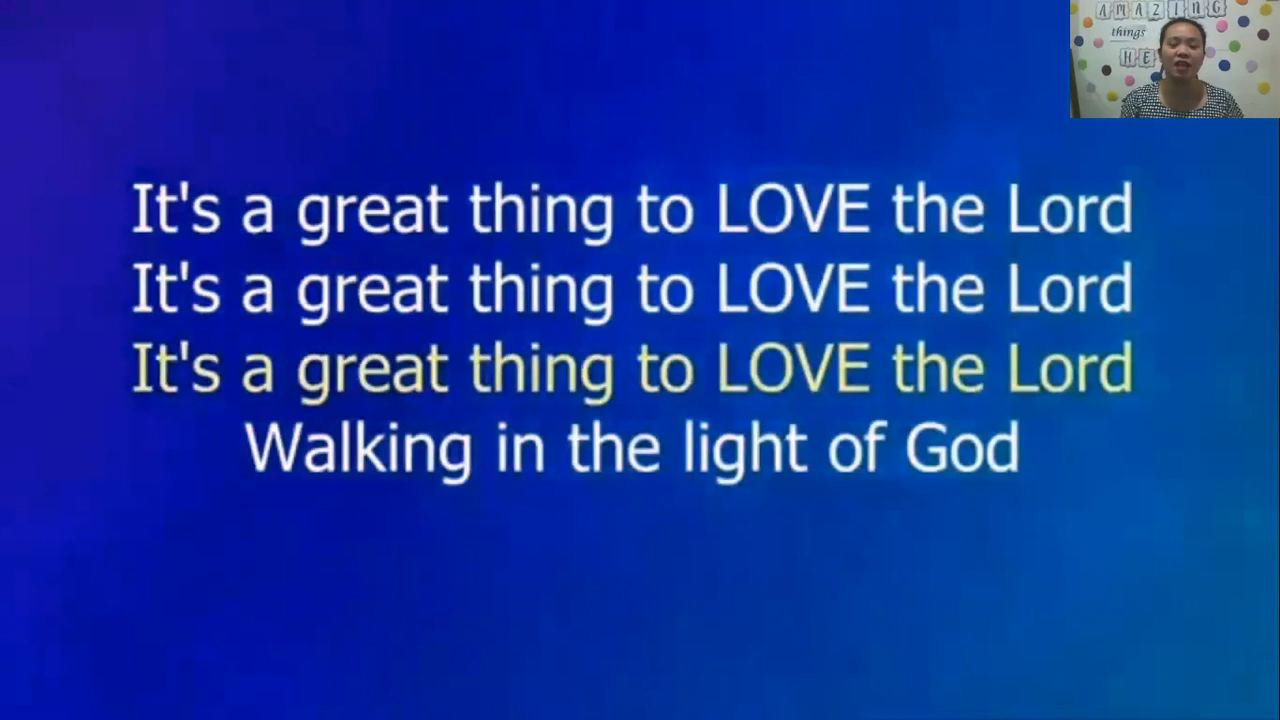 AMAZING
things
HE
It's a great thing to LOVE the Lord
It's a great thing to LOVE the Lord
It's a great thing to LOVE the Lord
Walking in the light of God